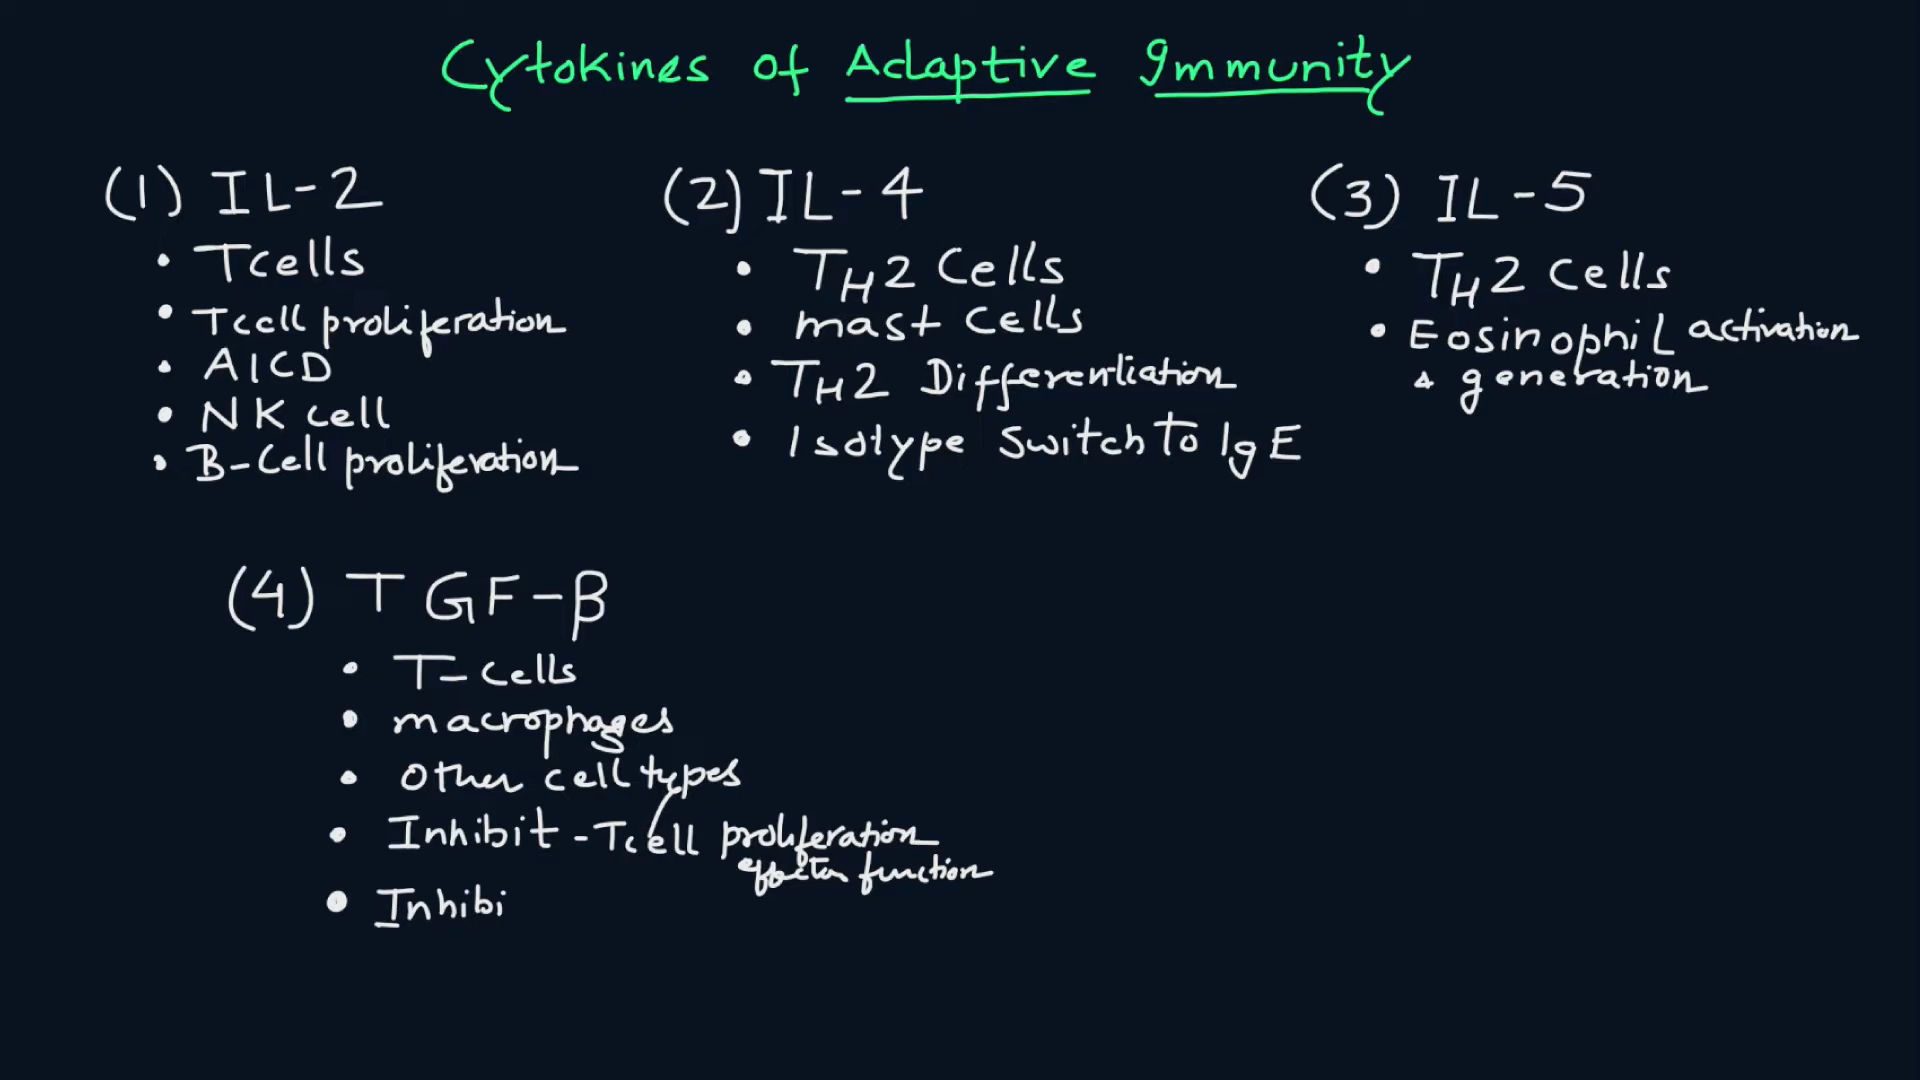 Cytokines of Adaptive Immunity
(1) IL-2
• Tcells
• Tcell proliferation
• AICD
• NK cell
• B-Cell proliferation
(2) IL-4
• TH2 Cells
• mast cells
• TH2 Differentiation
• Isotype Switch to IgE
(3) IL-5
• TH2 cells
• Eosinophil activation
& generation
(4) TGF-β
• T-cells
• macrophages
• Other cell types
• Inhibit - Tcell proliferation
effector function
• Inhibi